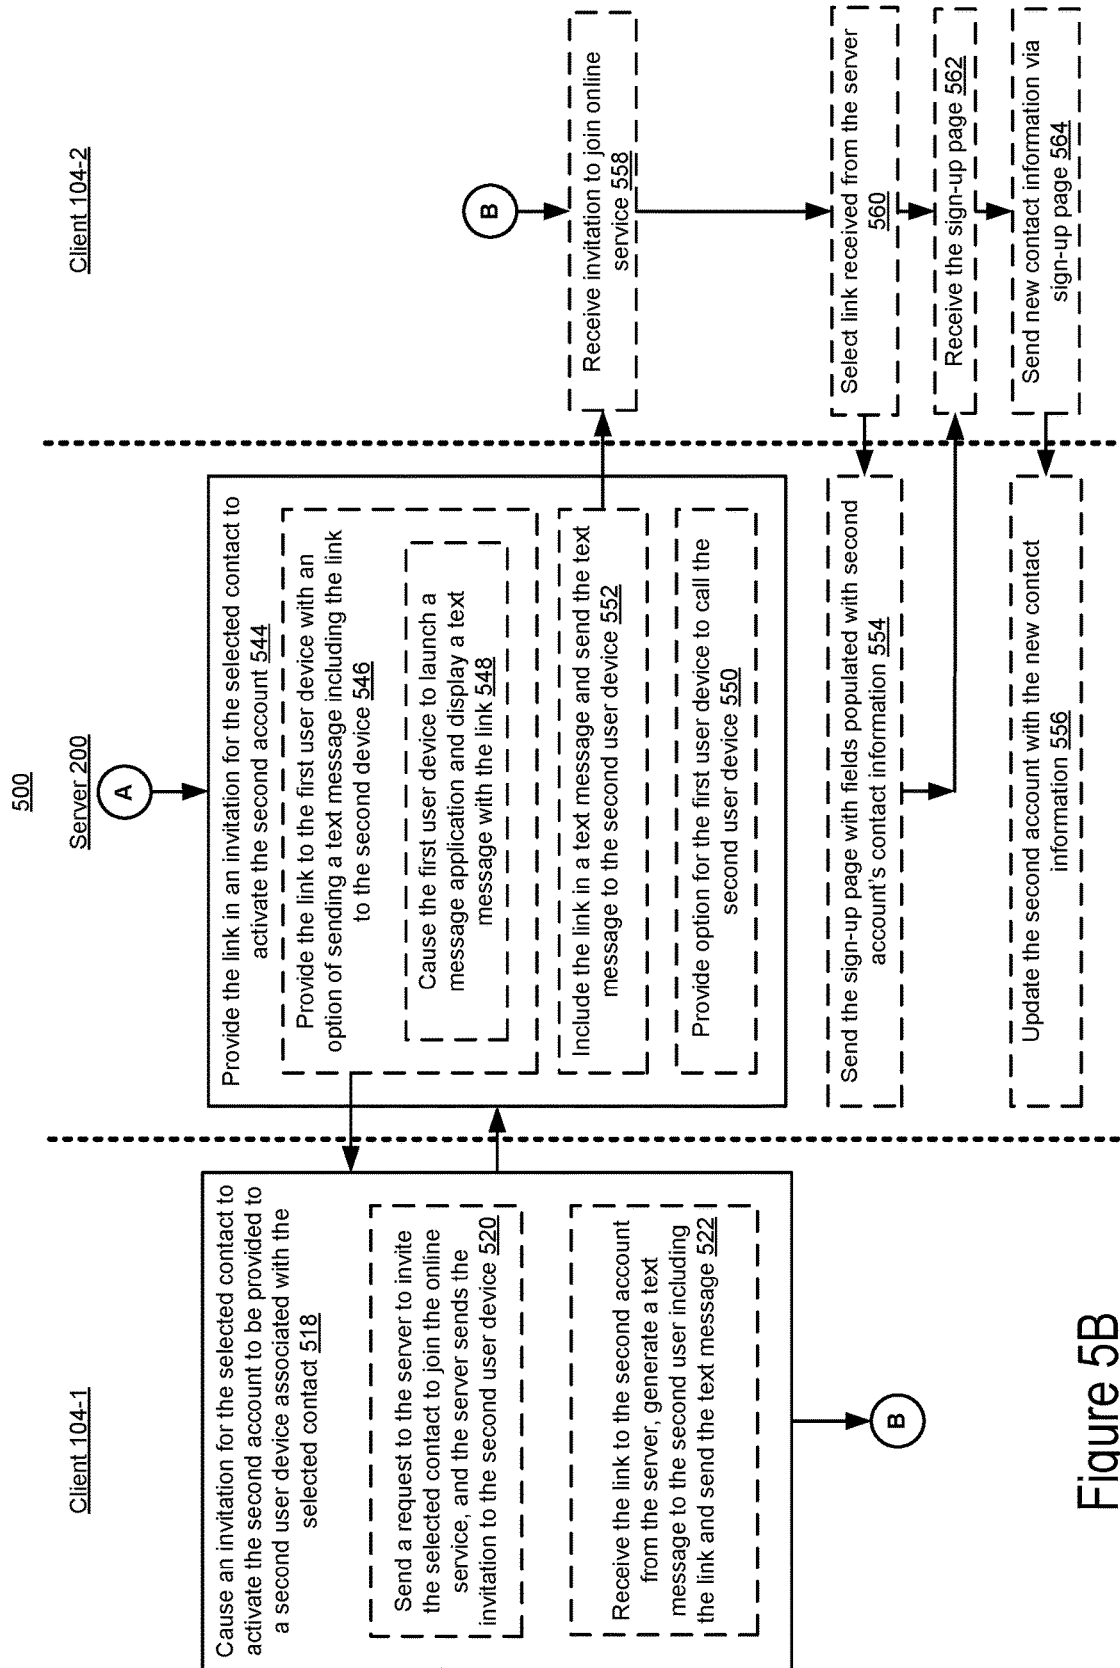 500
Client 104-1
Server 200
Client 104-2
A
Cause an invitation for the selected contact to
activate the second account to be provided to
a second user device associated with the
selected contact 518
Send a request to the server to invite
the selected contact to join the online
service, and the server sends the
invitation to the second user device 520
Receive the link to the second account
from the server, generate a text
message to the second user including
the link and send the text message 522
B
Provide the link in an invitation for the selected contact to
activate the second account 544
Provide the link to the first user device with an
option of sending a text message including the link
to the second device 546
Cause the first user device to launch a
message application and display a text
message with the link 548
Include the link in a text message and send the text
message to the second user device 552
Provide option for the first user device to call the
second user device 550
Send the sign-up page with fields populated with second
account's contact information 554
Update the second account with the new contact
information 556
B
Receive invitation to join online
service 558
Select link received from the server
560
Receive the sign-up page 562
Send new contact information via
sign-up page 564
Figure 5B